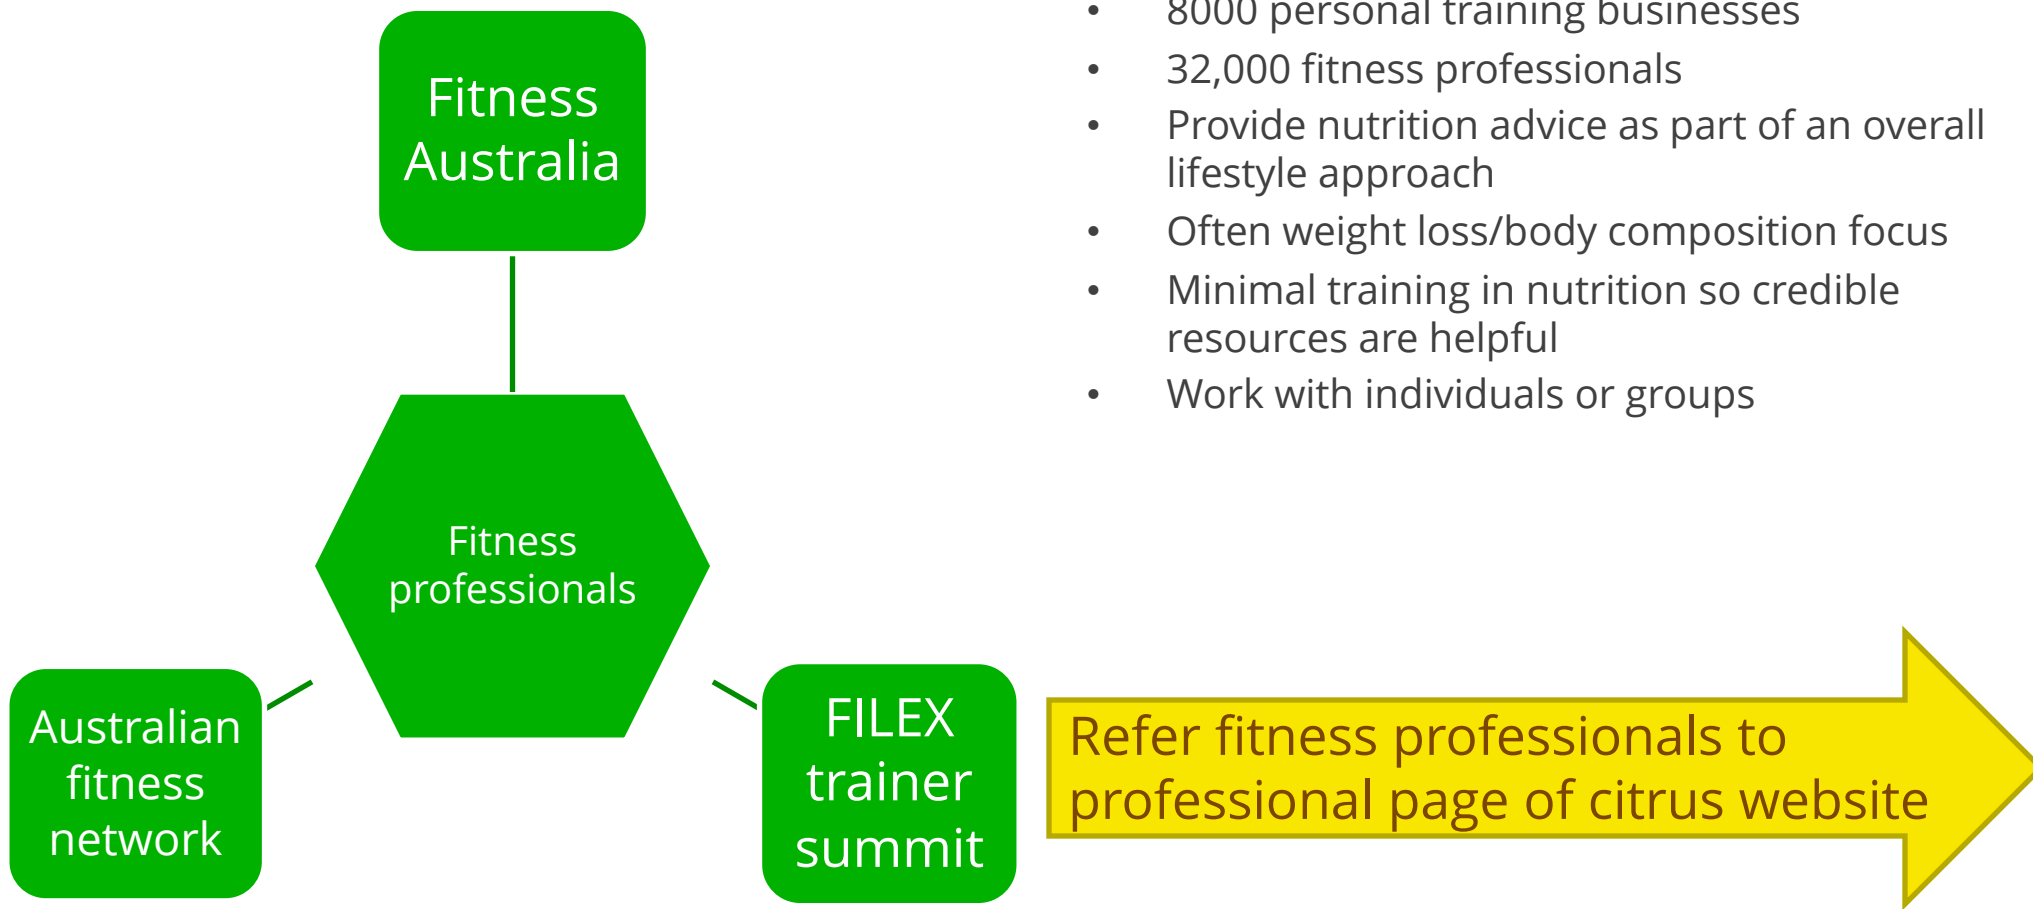 Fitness
Australia
Fitness
professionals
Australian
fitness
network
FILEX
trainer
summit
• 8000 personal training businesses
• 32,000 fitness professionals
• Provide nutrition advice as part of an overall
lifestyle approach
• Often weight loss/body composition focus
• Minimal training in nutrition so credible
resources are helpful
• Work with individuals or groups
Refer fitness professionals to
professional page of citrus website